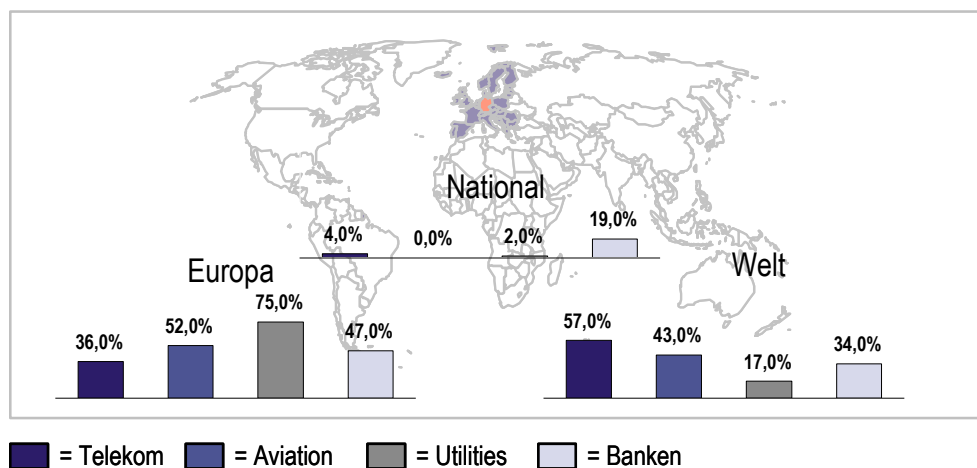 National
4,0% 0,0% 2,0% 19,0%
Europa
36,0% 52,0% 75,0% 47,0%
Welt
57,0% 43,0% 17,0% 34,0%
= Telekom = Aviation = Utilities = Banken